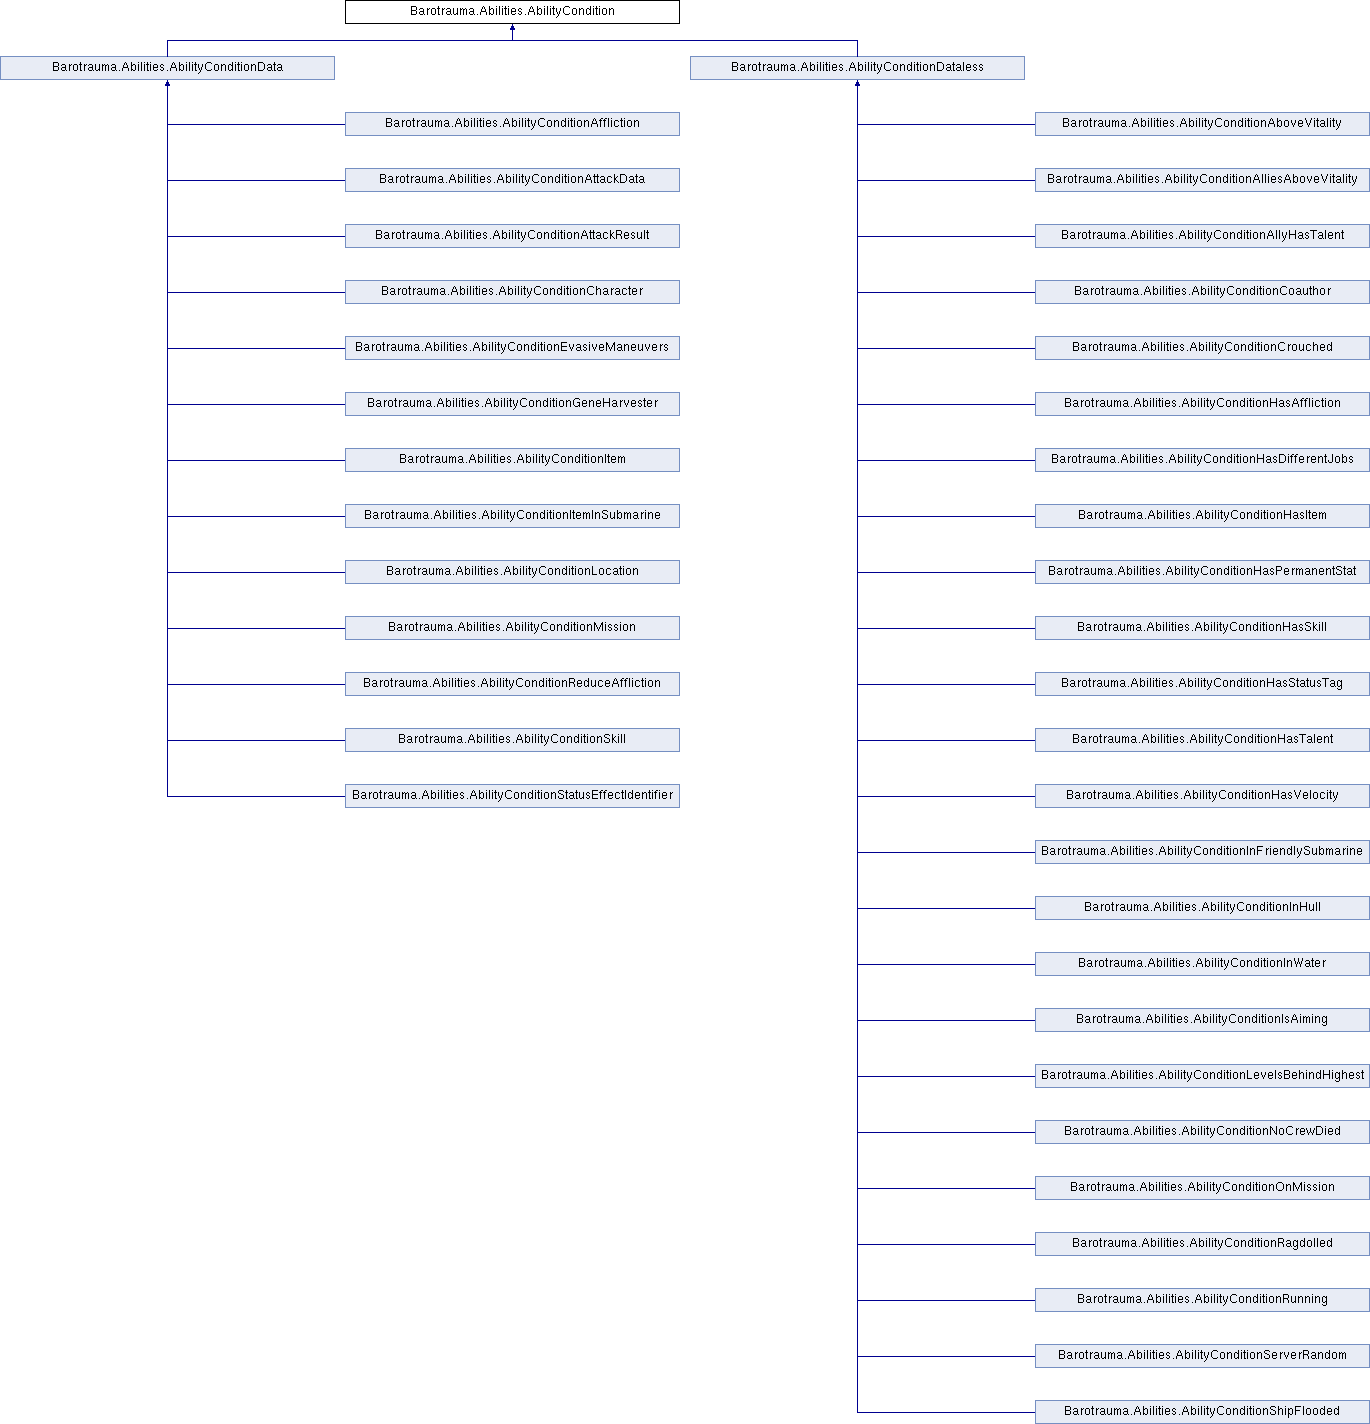 Barotrauma.Abilities.AbilityCondition
Barotrauma.Abilities.AbilityConditionData
Barotrauma.Abilities.AbilityConditionDataless
Barotrauma.Abilities.AbilityConditionAffliction
Barotrauma.Abilities.AbilityConditionAboveVitality
Barotrauma.Abilities.AbilityConditionAttackData
Barotrauma.Abilities.AbilityConditionAlliesAboveVitality
Barotrauma.Abilities.AbilityConditionAttackResult
Barotrauma.Abilities.AbilityConditionAllyHasTalent
Barotrauma.Abilities.AbilityConditionCharacter
Barotrauma.Abilities.AbilityConditionCoauthor
Barotrauma.Abilities.AbilityConditionEvasiveManeuvers
Barotrauma.Abilities.AbilityConditionCrouched
Barotrauma.Abilities.AbilityConditionGeneHarvester
Barotrauma.Abilities.AbilityConditionHasAffliction
Barotrauma.Abilities.AbilityConditionItem
Barotrauma.Abilities.AbilityConditionHasDifferentJobs
Barotrauma.Abilities.AbilityConditionItemInSubmarine
Barotrauma.Abilities.AbilityConditionHasItem
Barotrauma.Abilities.AbilityConditionLocation
Barotrauma.Abilities.AbilityConditionHasPermanentStat
Barotrauma.Abilities.AbilityConditionMission
Barotrauma.Abilities.AbilityConditionHasSkill
Barotrauma.Abilities.AbilityConditionReduceAffliction
Barotrauma.Abilities.AbilityConditionHasStatusTag
Barotrauma.Abilities.AbilityConditionSkill
Barotrauma.Abilities.AbilityConditionHasTalent
Barotrauma.Abilities.AbilityConditionStatusEffectIdentifier
Barotrauma.Abilities.AbilityConditionHasVelocity
Barotrauma.Abilities.AbilityConditionInFriendlySubmarine
Barotrauma.Abilities.AbilityConditionInHull
Barotrauma.Abilities.AbilityConditionInWater
Barotrauma.Abilities.AbilityConditionIsAiming
Barotrauma.Abilities.AbilityConditionLevelsBehindHighest
Barotrauma.Abilities.AbilityConditionNoCrewDied
Barotrauma.Abilities.AbilityConditionOnMission
Barotrauma.Abilities.AbilityConditionRagdolled
Barotrauma.Abilities.AbilityConditionRunning
Barotrauma.Abilities.AbilityConditionServerRandom
Barotrauma.Abilities.AbilityConditionShipFlooded